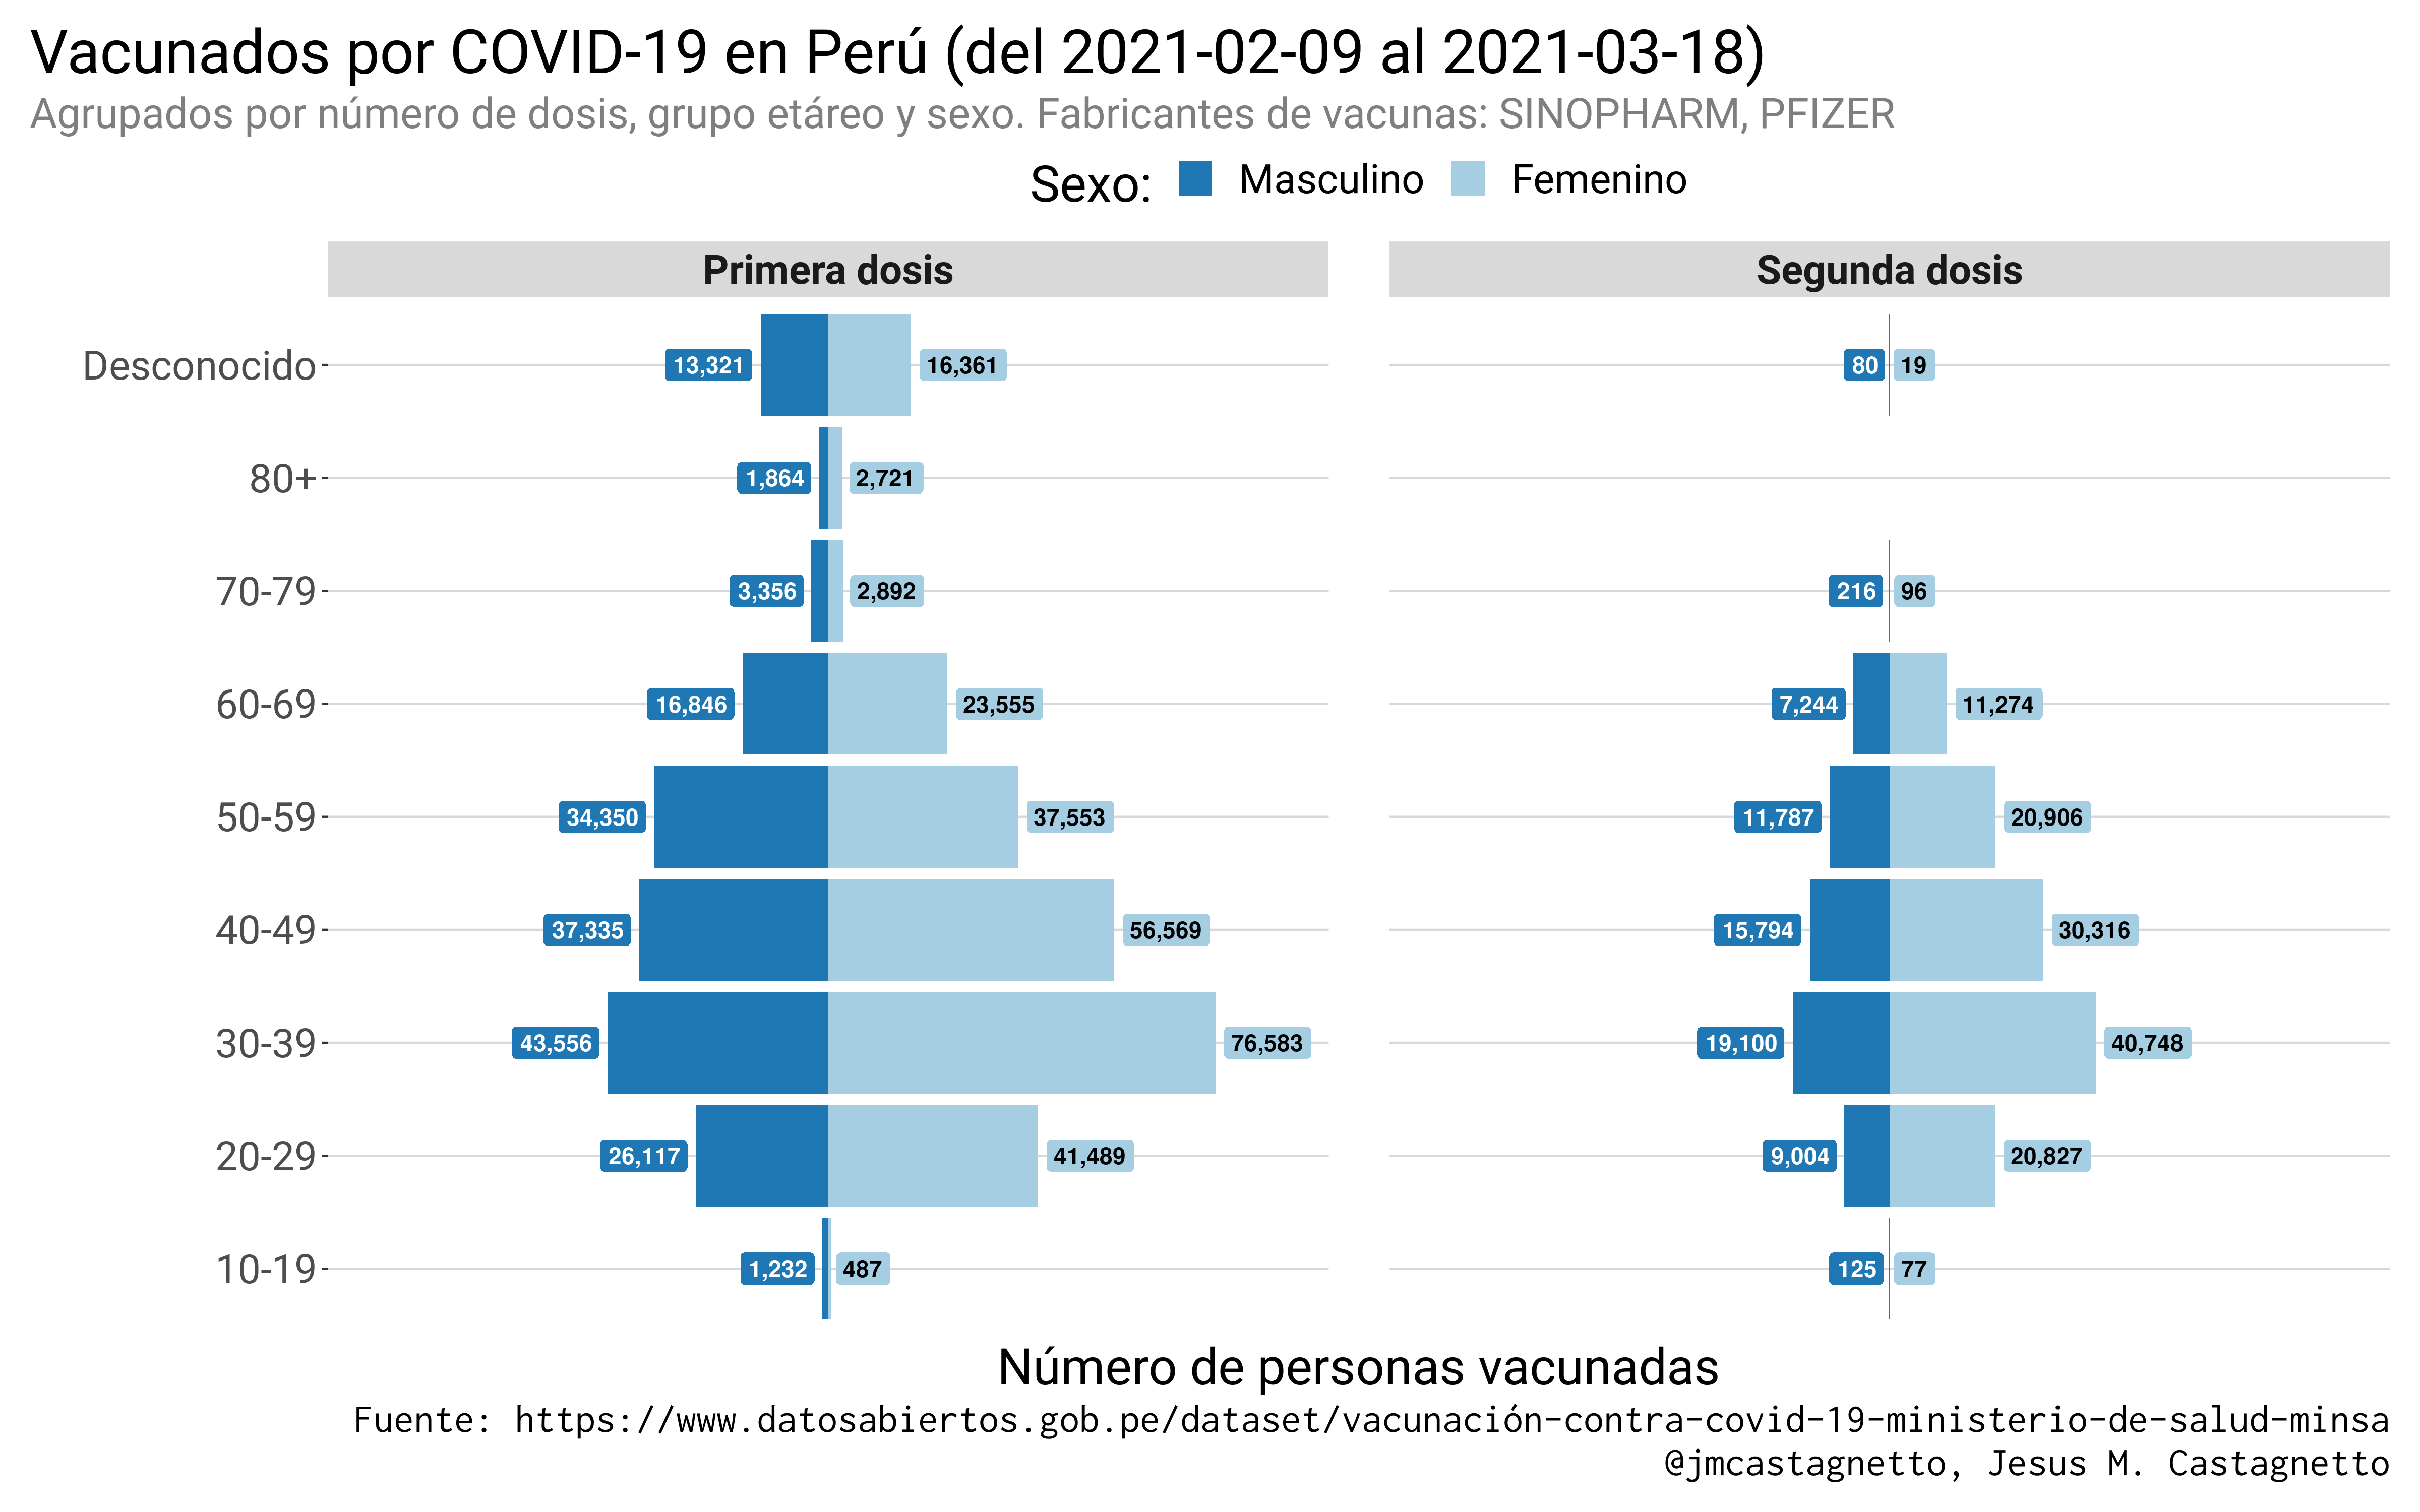 Vacunados por COVID-19 en Perú (del 2021-02-09 al 2021-03-18)
Agrupados por número de dosis, grupo etáreo y sexo. Fabricantes de vacunas: SINOPHARM, PFIZER
Sexo: Masculino Femenino
Primera dosis Segunda dosis
Desconocido 13,321 16,361 80 19
80+ 1,864 2,721
70-79 3,356 2,892 216 96
60-69 16,846 23,555 7,244 11,274
50-59 34,350 37,553 11,787 20,906
40-49 37,335 56,569 15,794 30,316
30-39 43,556 76,583 19,100 40,748
20-29 26,117 41,489 9,004 20,827
10-19 1,232 487 125 77
Número de personas vacunadas
Fuente: https://www.datosabiertos.gob.pe/dataset/vacunación-contra-covid-19-ministerio-de-salud-minsa
@jmcastagnetto, Jesus M. Castagnetto